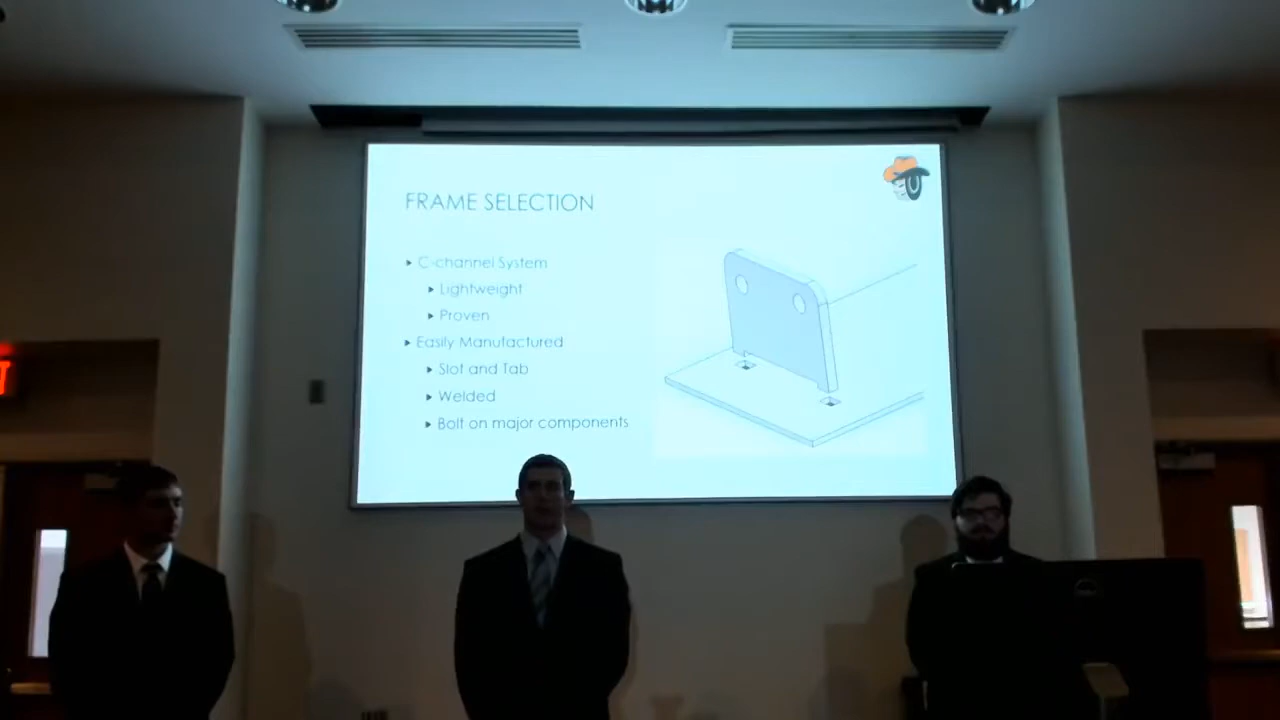 FRAME SELECTION
C-channel System
Lightweight
Proven
Easily Manufactured
Slot and Tab
Welded
Bolt on major components
T